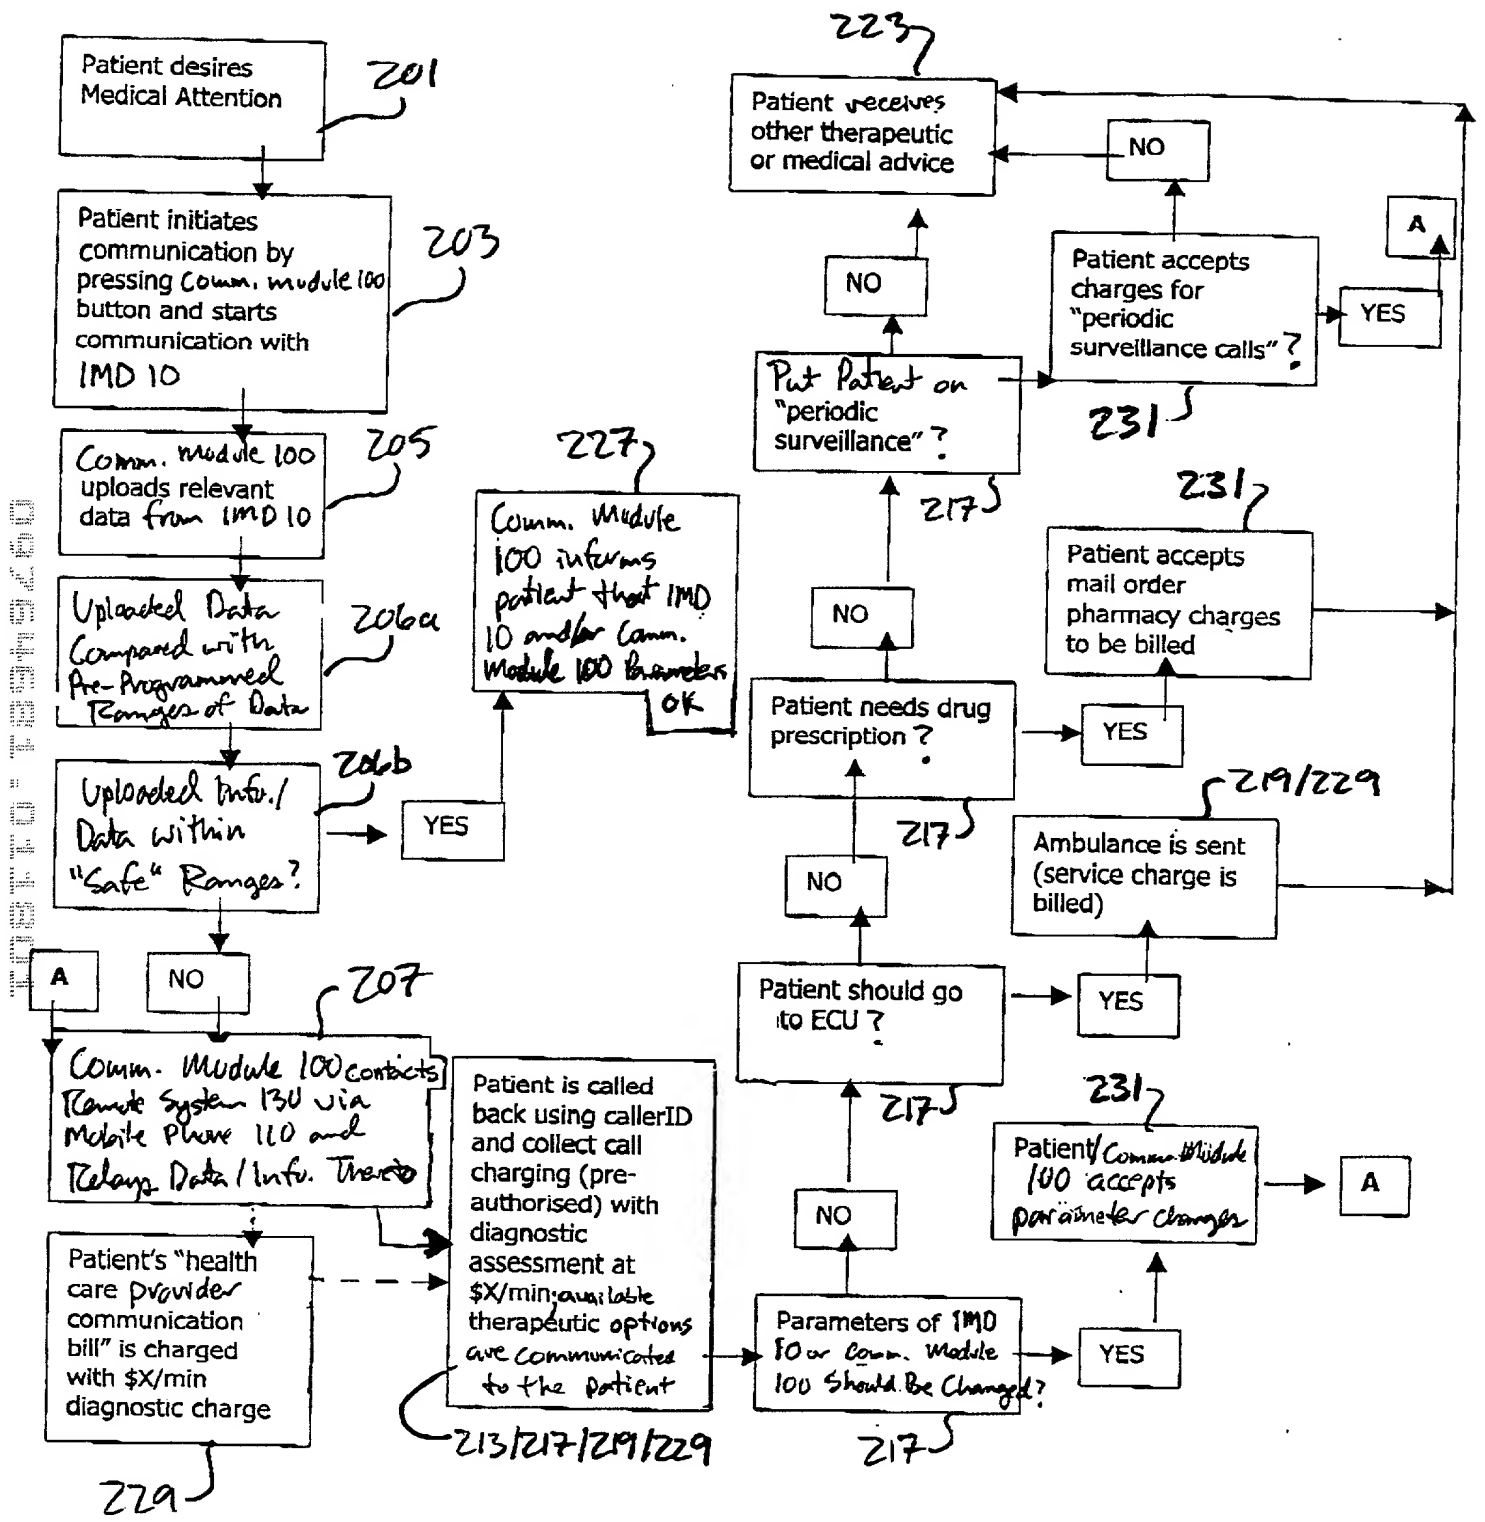 Patient desires
Medical Attention
201
Patient initiates
communication by
pressing Comm. module 100
button and starts
communication with
IMD 10
203
Comm. Module 100
uploads relevant
data from IMD 10
205
Uploaded Data
Compared with
Pre-Programmed
Ranges of Data
206a
Uploaded Info./
Data within
"Safe" Ranges?
206b
YES
227
Comm. Module
100 informs
patient that IMD
10 and/or Comm.
Module 100 Parameters
OK
A
NO
207
Comm. Module 100 contacts
Remote System 130 via
Mobile Phone 110 and
Relays Data/Info. Thereto
Patient's "health
care provider
communication
bill" is charged
with $X/min
diagnostic charge
229
Patient is called
back using callerID
and collect call
charging (pre-
authorised) with
diagnostic
assessment at
$X/min; available
therapeutic options
are communicated
to the patient
213/217/219/229
Parameters of IMD
10 or comm. Module
100 Should Be Changed?
217
YES
231
Patient/Comm. Module
100 accepts
parameter changes
A
NO
Patient should go
to ECU?
217
YES
219/229
Ambulance is sent
(service charge is
billed)
NO
Patient needs drug
prescription?
217
YES
231
Patient accepts
mail order
pharmacy charges
to be billed
NO
Put Patient on
"periodic
surveillance"?
217
231
Patient accepts
charges for
"periodic
surveillance calls"?
YES
A
NO
NO
223
Patient receives
other therapeutic
or medical advice